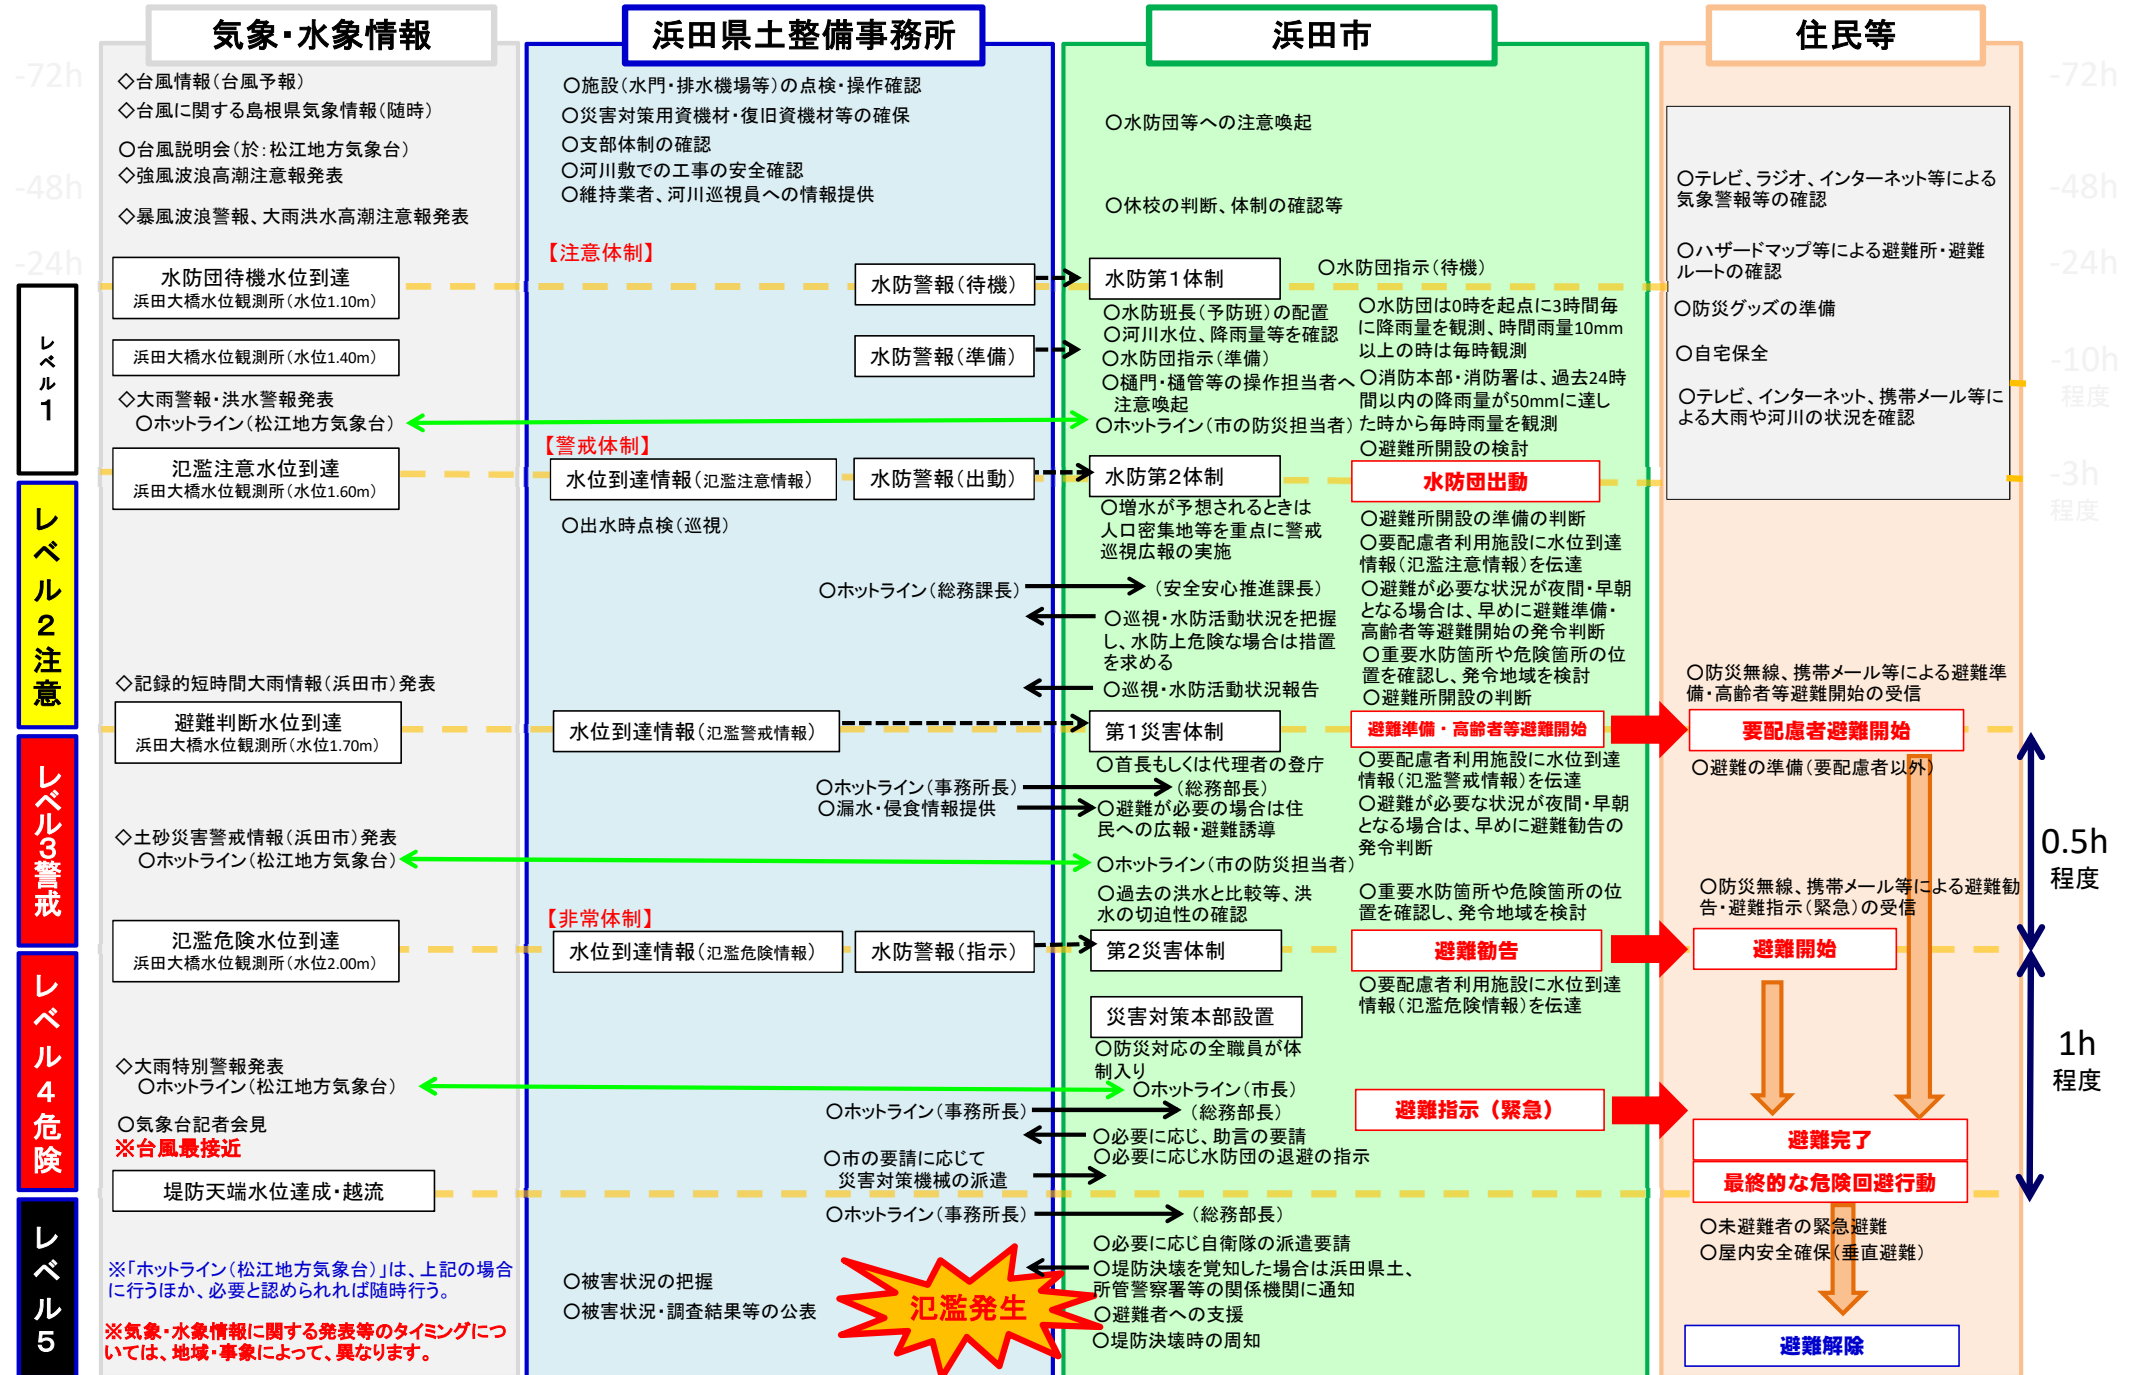 気象・水象情報
浜田県土整備事務所
浜田市
住民等
-72h
-48h
-24h
レベル1
レベル2注意
レベル3警戒
レベル4危険
レベル5
◇台風情報(台風予報)
◇台風に関する島根県気象情報(随時)
○台風説明会(於:松江地方気象台)
◇強風波浪高潮注意報発表
◇暴風波浪警報、大雨洪水高潮注意報発表
水防団待機水位到達
浜田大橋水位観測所(水位1.10m)
浜田大橋水位観測所(水位1.40m)
◇大雨警報・洪水警報発表
○ホットライン(松江地方気象台)
氾濫注意水位到達
浜田大橋水位観測所(水位1.60m)
◇記録的短時間大雨情報(浜田市)発表
避難判断水位到達
浜田大橋水位観測所(水位1.70m)
◇土砂災害警戒情報(浜田市)発表
○ホットライン(松江地方気象台)
氾濫危険水位到達
浜田大橋水位観測所(水位2.00m)
◇大雨特別警報発表
○ホットライン(松江地方気象台)
○気象台記者会見
※台風最接近
堤防天端水位達成・越流
※「ホットライン(松江地方気象台)」は、上記の場合
に行うほか、必要と認められれば随時行う。
※気象・水象情報に関する発表等のタイミングにつ
いては、地域・事象によって、異なります。
○施設(水門・排水機場等)の点検・操作確認
○災害対策用資機材・復旧資機材等の確保
○支部体制の確認
○河川敷での工事の安全確認
○維持業者、河川巡視員への情報提供
【注意体制】
水防警報(待機)
水防警報(準備)
【警戒体制】
水位到達情報(氾濫注意情報)
水防警報(出動)
○出水時点検(巡視)
○ホットライン(総務課長)
水位到達情報(氾濫警戒情報)
○ホットライン(事務所長)
○漏水・侵食情報提供
【非常体制】
水位到達情報(氾濫危険情報)
水防警報(指示)
○ホットライン(事務所長)
○市の要請に応じて
災害対策機械の派遣
○ホットライン(事務所長)
○被害状況の把握
○被害状況・調査結果等の公表
氾濫発生
○水防団等への注意喚起
○休校の判断、体制の確認等
水防第1体制
○水防班長(予防班)の配置
○河川水位、降雨量等を確認
○水防団指示(準備)
○樋門・樋管等の操作担当者へ
注意喚起
○ホットライン(市の防災担当者)
水防第2体制
○増水が予想されるときは
人口密集地等を重点に警戒
巡視広報の実施
(安全安心推進課長)
○巡視・水防活動状況を把握
し、水防上危険な場合は措置
を求める
○巡視・水防活動状況報告
第1災害体制
○首長もしくは代理者の登庁
(総務部長)
○避難が必要の場合は住
民への広報・避難誘導
○ホットライン(市の防災担当者)
○過去の洪水と比較等、洪
水の切迫性の確認
第2災害体制
災害対策本部設置
○防災対応の全職員が体
制入り
○ホットライン(市長)
(総務部長)
○必要に応じ、助言の要請
○必要に応じ水防団の退避の指示
(総務部長)
○必要に応じ自衛隊の派遣要請
○堤防決壊を覚知した場合は浜田県土、
所管警察署等の関係機関に通知
○避難者への支援
○堤防決壊時の周知
○水防団指示(待機)
○水防団は0時を起点に3時間毎
に降雨量を観測、時間雨量10mm
以上の時は毎時観測
○消防本部・消防署は、過去24時
間以内の降雨量が50mmに達し
た時から毎時雨量を観測
○避難所開設の検討
水防団出動
○避難所開設の準備の判断
○要配慮者利用施設に水位到達
情報(氾濫注意情報)を伝達
○避難が必要な状況が夜間・早朝
となる場合は、早めに避難準備・
高齢者等避難開始の発令判断
○重要水防箇所や危険箇所の位
置を確認し、発令地域を検討
○避難所開設の判断
避難準備・高齢者等避難開始
○要配慮者利用施設に水位到達
情報(氾濫警戒情報)を伝達
○避難が必要な状況が夜間・早朝
となる場合は、早めに避難勧告の
発令判断
○重要水防箇所や危険箇所の位
置を確認し、発令地域を検討
避難勧告
○要配慮者利用施設に水位到達
情報(氾濫危険情報)を伝達
避難指示(緊急)
○テレビ、ラジオ、インターネット等による
気象警報等の確認
○ハザードマップ等による避難所・避難
ルートの確認
○防災グッズの準備
○自宅保全
○テレビ、インターネット、携帯メール等に
よる大雨や河川の状況を確認
○防災無線、携帯メール等による避難準
備・高齢者等避難開始の受信
要配慮者避難開始
○避難の準備(要配慮者以外)
○防災無線、携帯メール等による避難勧
告・避難指示(緊急)の受信
避難開始
避難完了
最終的な危険回避行動
○未避難者の緊急避難
○屋内安全確保(垂直避難)
避難解除
-72h
-48h
-24h
-10h
程度
-3h
程度
0.5h
程度
1h
程度